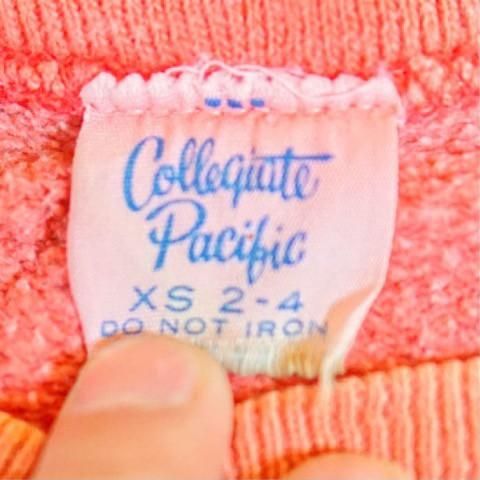 Collegiate
Pacific
XS 2-4
DO NOT IRON